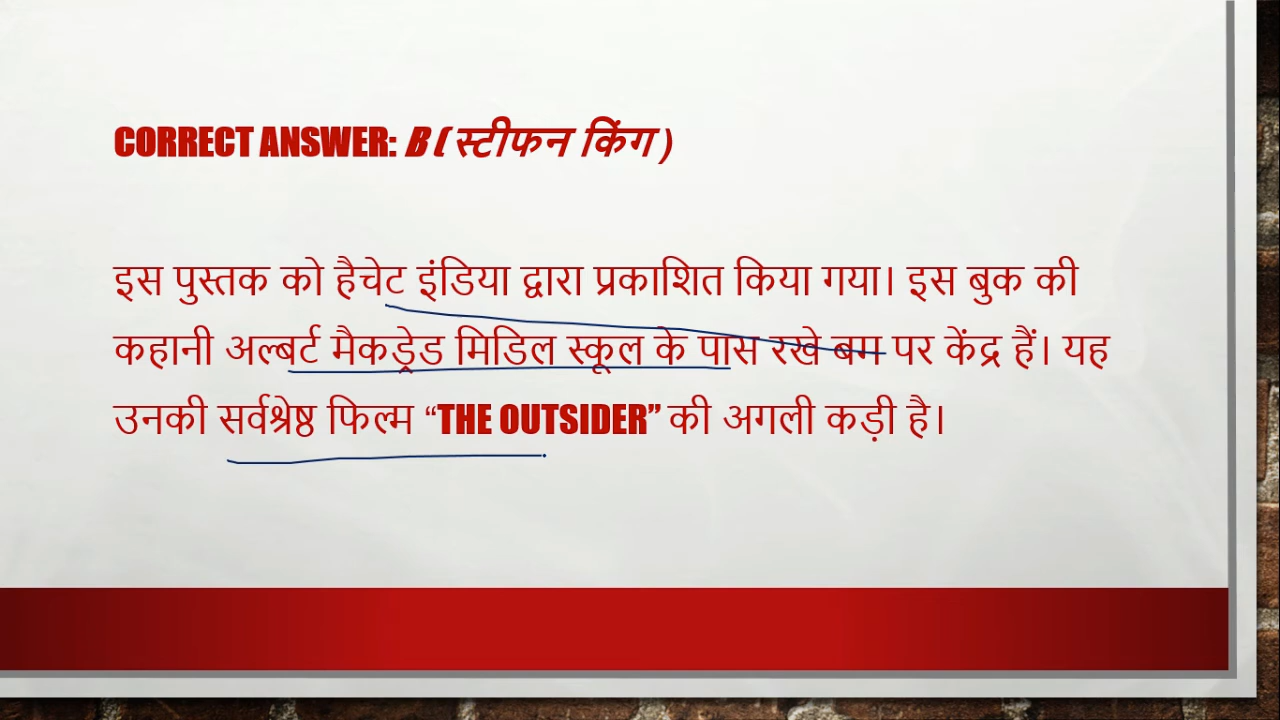 CORRECT ANSWER: B ( स्टीफन किंग )
इस पुस्तक को हैचेट इंडिया द्वारा प्रकाशित किया गया। इस बुक की
कहानी अल्बर्ट मैकड्रेड मिडिल स्कूल के पास रखे बम पर केंद्र हैं। यह
उनकी सर्वश्रेष्ठ फिल्म “THE OUTSIDER” की अगली कड़ी है।